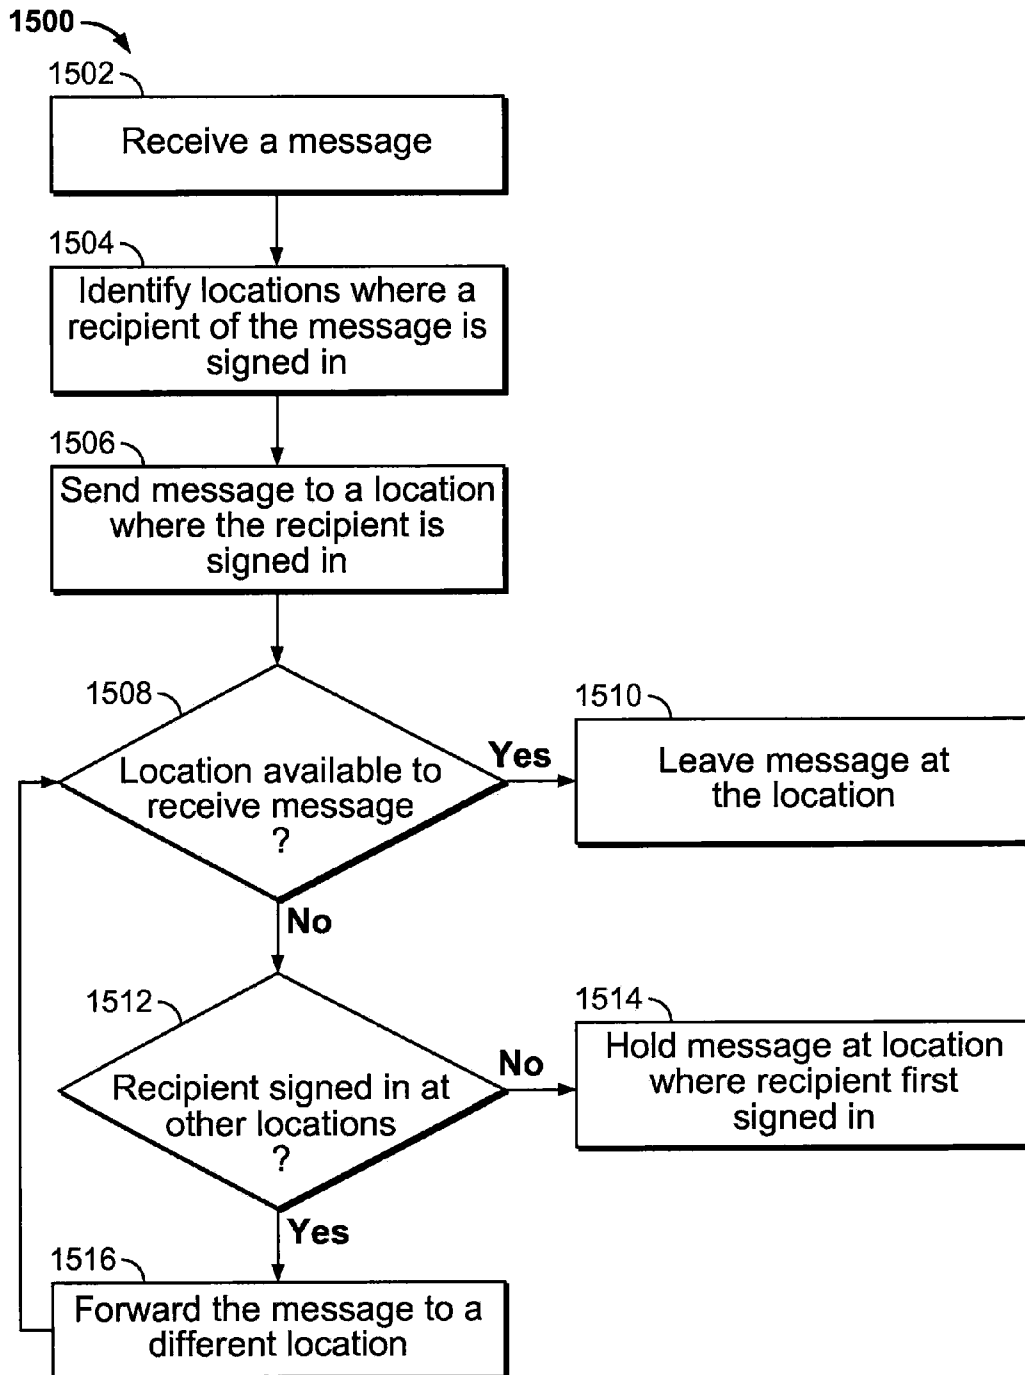 1500
1502
Receive a message
1504
Identify locations where a
recipient of the message is
signed in
1506
Send message to a location
where the recipient is
signed in
1508
Location available to
receive message
?
Yes
1510
Leave message at
the location
No
1512
Recipient signed in at
other locations
?
No
1514
Hold message at location
where recipient first
signed in
Yes
1516
Forward the message to a
different location